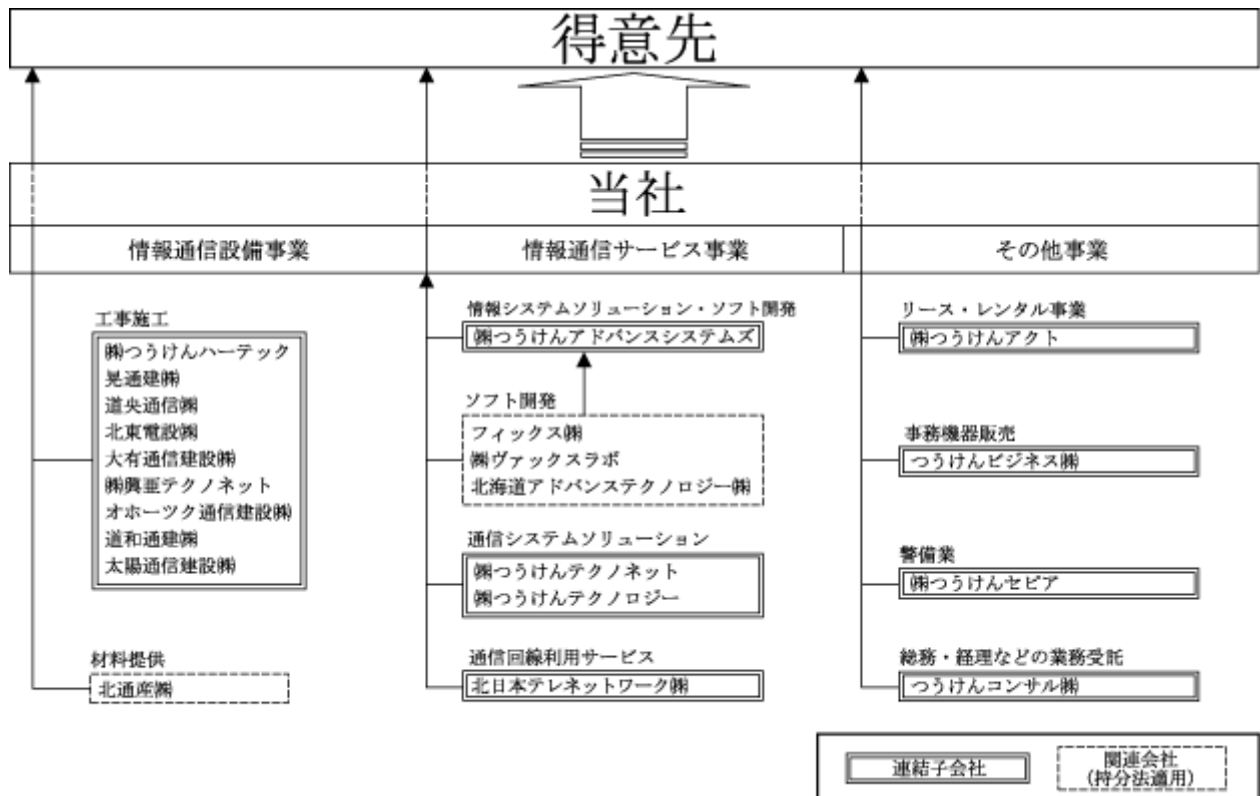 得意先
当社
情報通信設備事業
情報通信サービス事業
その他事業
工事施工
㈱つうけんハーテック
晃通建㈱
道央通信㈱
北東電設㈱
大有通信建設㈱
㈱興亜テクノネット
オホーツク通信建設㈱
道和通建㈱
太陽通信建設㈱
材料提供
北通産㈱
情報システムソリューション・ソフト開発
㈱つうけんアドバンスシステムズ
ソフト開発
フィックス㈱
㈱ヴァックスラボ
北海道アドバンステクノロジー㈱
通信システムソリューション
㈱つうけんテクノネット
㈱つうけんテクノロジー
通信回線利用サービス
北日本テレネットワーク㈱
リース・レンタル事業
㈱つうけんアクト
事務機器販売
つうけんビジネス㈱
警備業
㈱つうけんセピア
総務・経理などの業務受託
つうけんコンサル㈱
連結子会社
関連会社
(持分法適用)